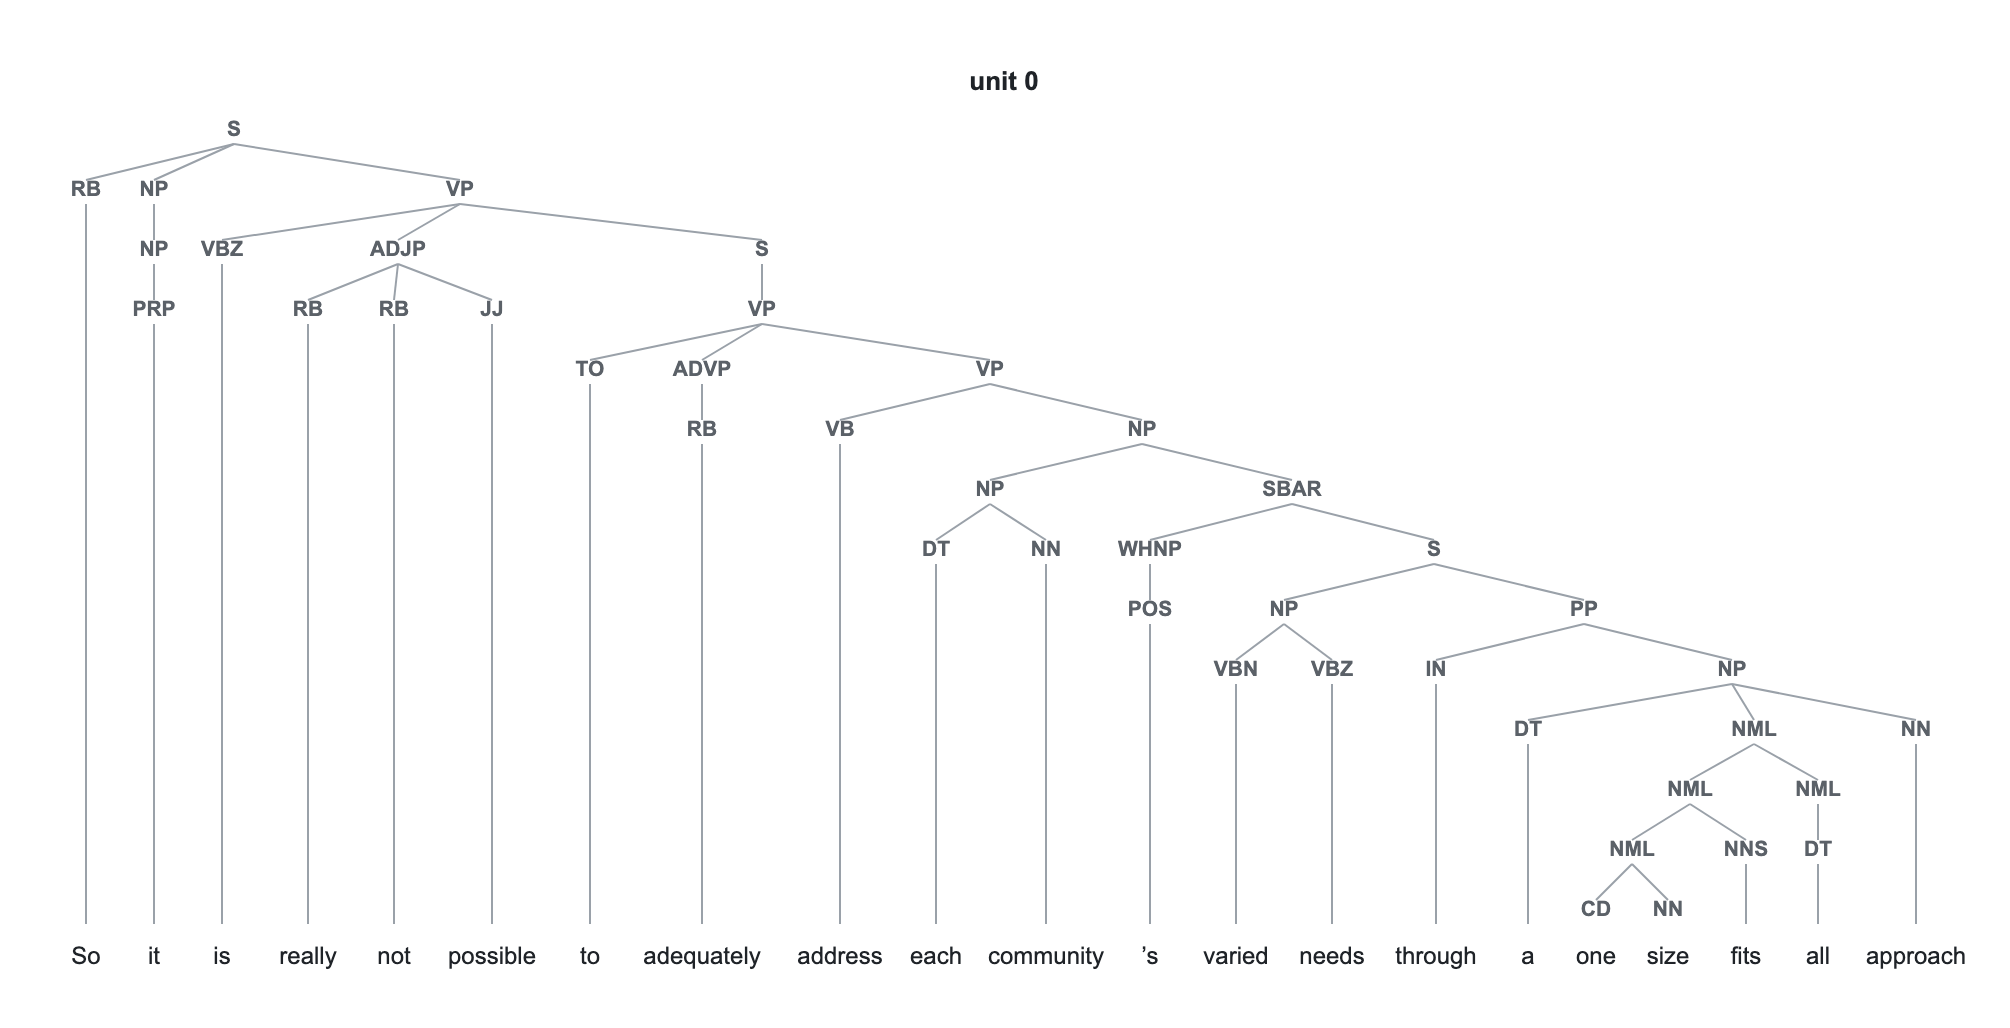 unit 0
S
RB NP VP
NP VBZ ADJP S
PRP RB RB JJ VP
TO ADVP VP
RB VB NP
NP SBAR
DT NN WHNP S
POS NP PP
VBN VBZ IN NP
DT NML NN
NML NML
NML NNS DT
CD NN
So it is really not possible to adequately address each community ’s varied needs through a one size fits all approach